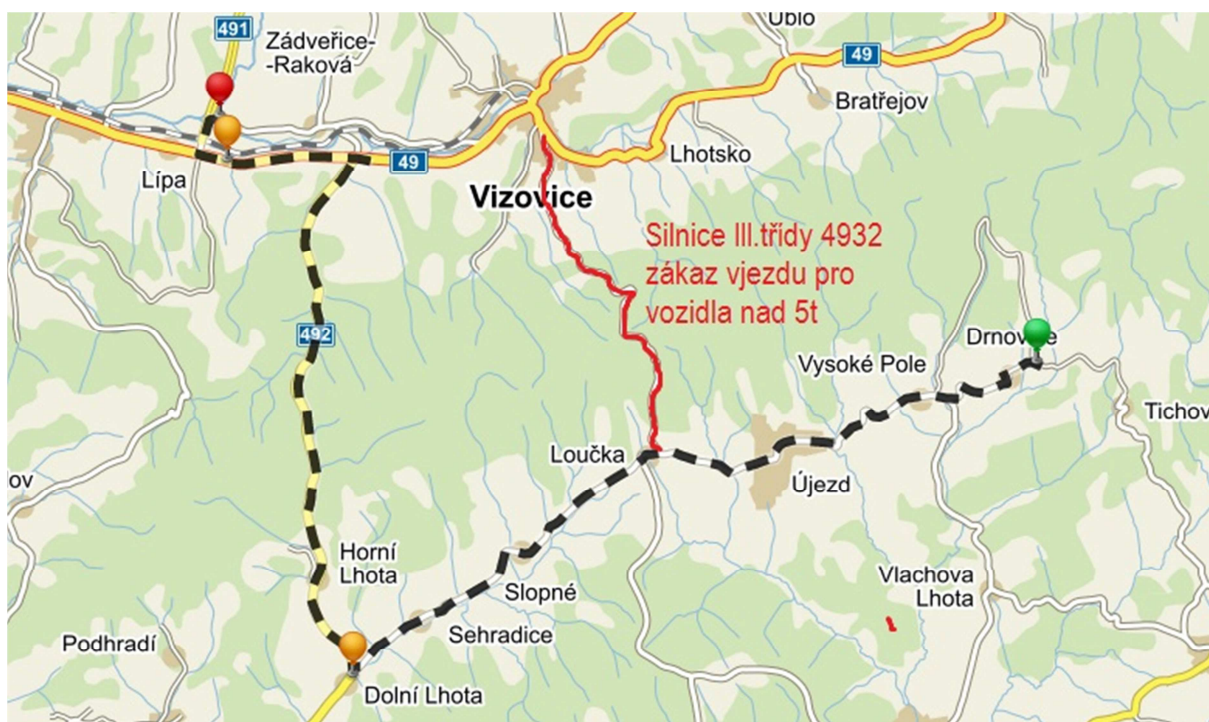 Ublo
491
Zádveřice-
-Raková
49
Bratřejov
49
Lhotsko
Lípa
Vizovice
Silnice III.třídy 4932
zákaz vjezdu pro
vozidla nad 5t
492
Vysoké Pole
Tichov
Loučka
Újezd
Horní
Lhota
Slopné
Vlachova
Lhota
Sehradice
Podhradí
Dolní Lhota